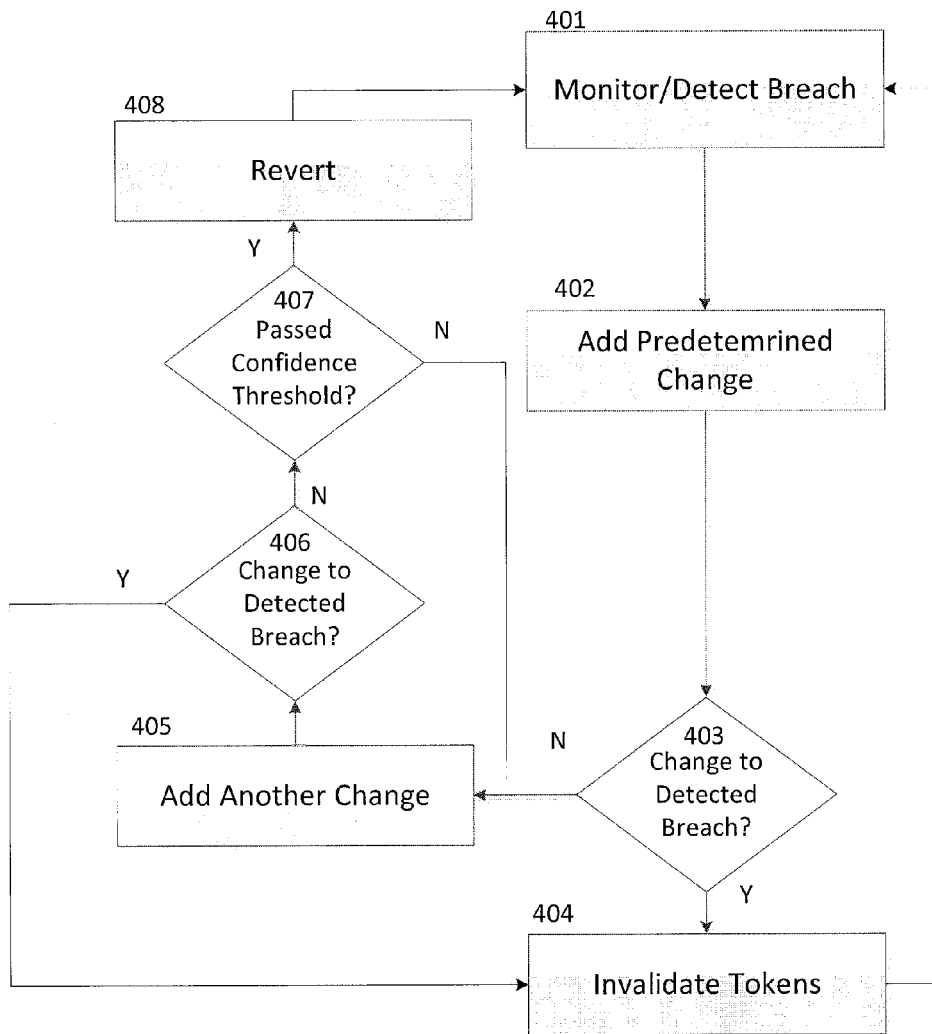 401
Monitor/Detect Breach
408
Revert
Y
407
Passed
Confidence
Threshold?
N
402
Add Predetemrined
Change
N
406
Change to
Detected
Breach?
Y
405
Add Another Change
N
403
Change to
Detected
Breach?
Y
404
Invalidate Tokens